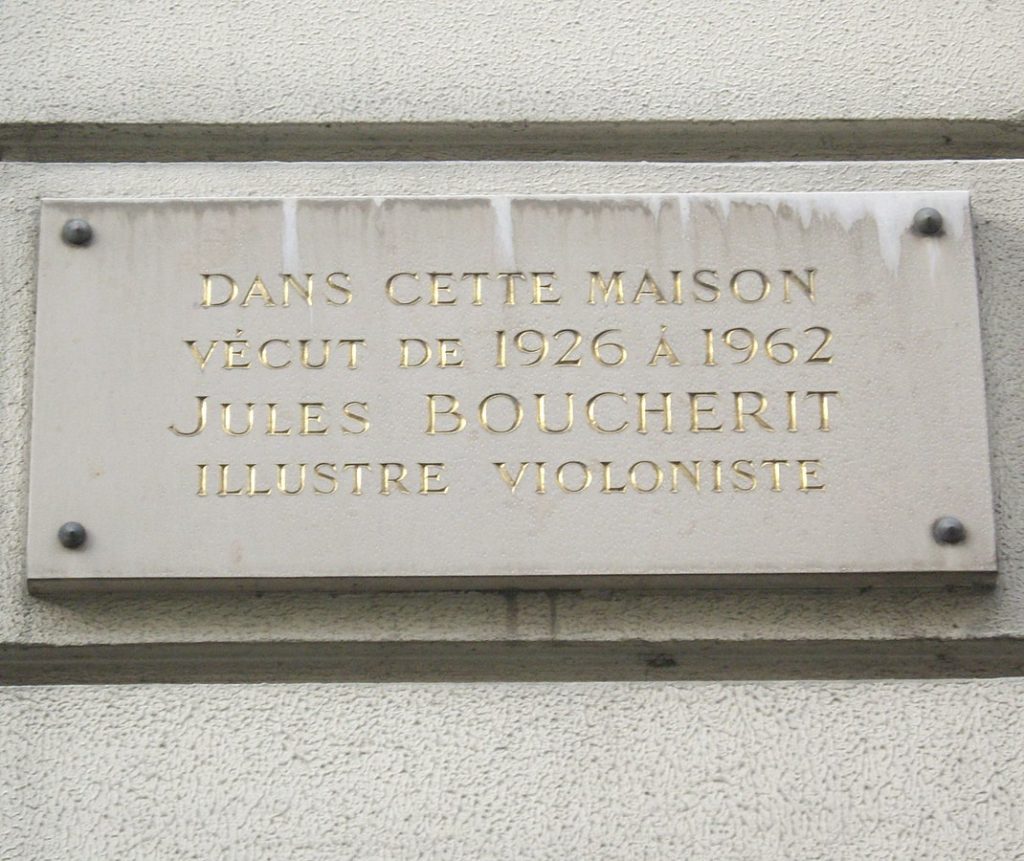 DANS CETTE MAISON
VÉCUT DE 1926 À 1962
JULES BOUCHERIT
ILLUSTRE VIOLONISTE